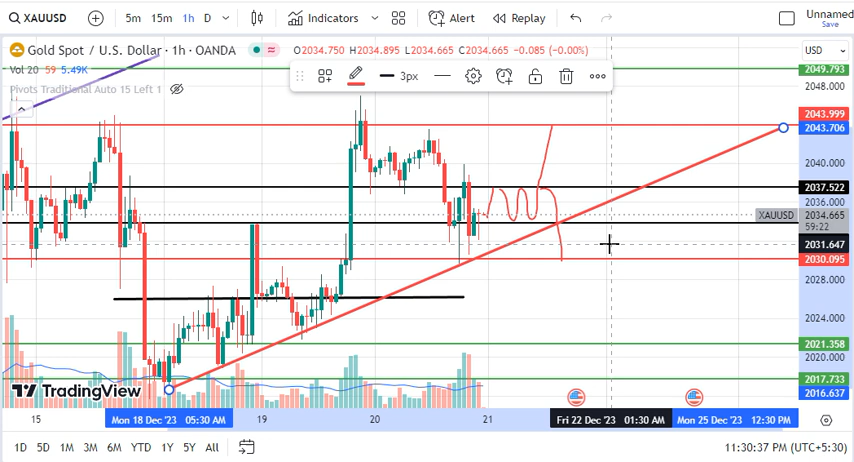 XAUUSD 5m 15m 1h D Indicators Alert Replay Unnamed
Save
Gold Spot / U.S. Dollar · 1h · OANDA O2034.750 H2034.895 L2034.665 C2034.665 -0.085 (-0.00%) USD
Vol 20 59 5.49K
Pivots Traditional Auto 15 Left 1
3px
2049.793
2048.000
2043.999
2043.706
2040.000
2037.522
2036.000
XAUUSD 2034.665
59:22
2031.647
2030.095
2028.000
2024.000
2021.358
2020.000
2017.733
2016.637
TradingView
15 Mon 18 Dec '23 05:30 AM 19 20 21 Fri 22 Dec '23 01:30 AM Mon 25 Dec '23 12:30 PM
1D 5D 1M 3M 6M YTD 1Y 5Y All 11:30:37 PM (UTC+5:30)